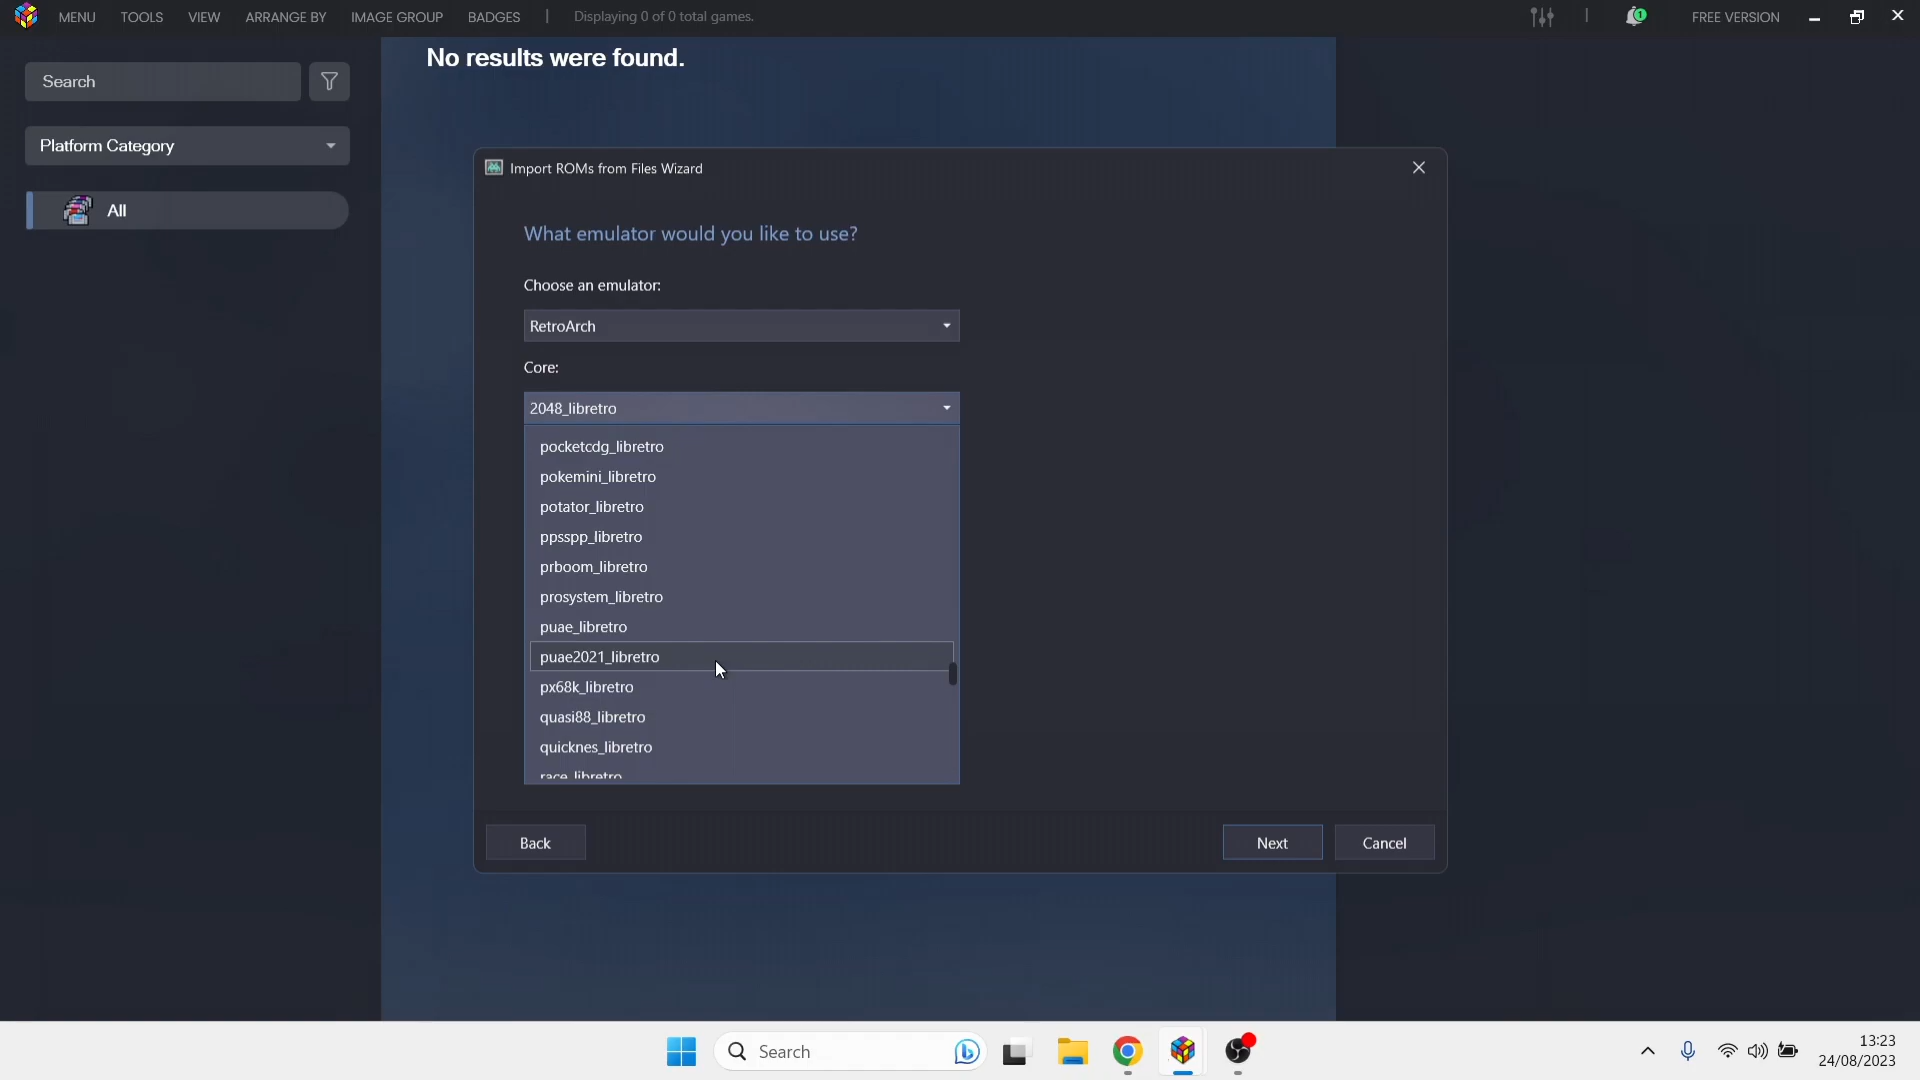 MENU TOOLS VIEW ARRANGE BY IMAGE GROUP BADGES | Displaying 0 of 0 total games. | 1 FREE VERSION
Search
No results were found.
Platform Category
All
Import ROMs from Files Wizard
What emulator would you like to use?
Choose an emulator:
RetroArch
Core:
2048_libretro
pocketcdg_libretro
pokemini_libretro
potator_libretro
ppsspp_libretro
prboom_libretro
prosystem_libretro
puae_libretro
puae2021_libretro
px68k_libretro
quasi88_libretro
quicknes_libretro
race_libretro
Back Next Cancel
Search
13:23
24/08/2023